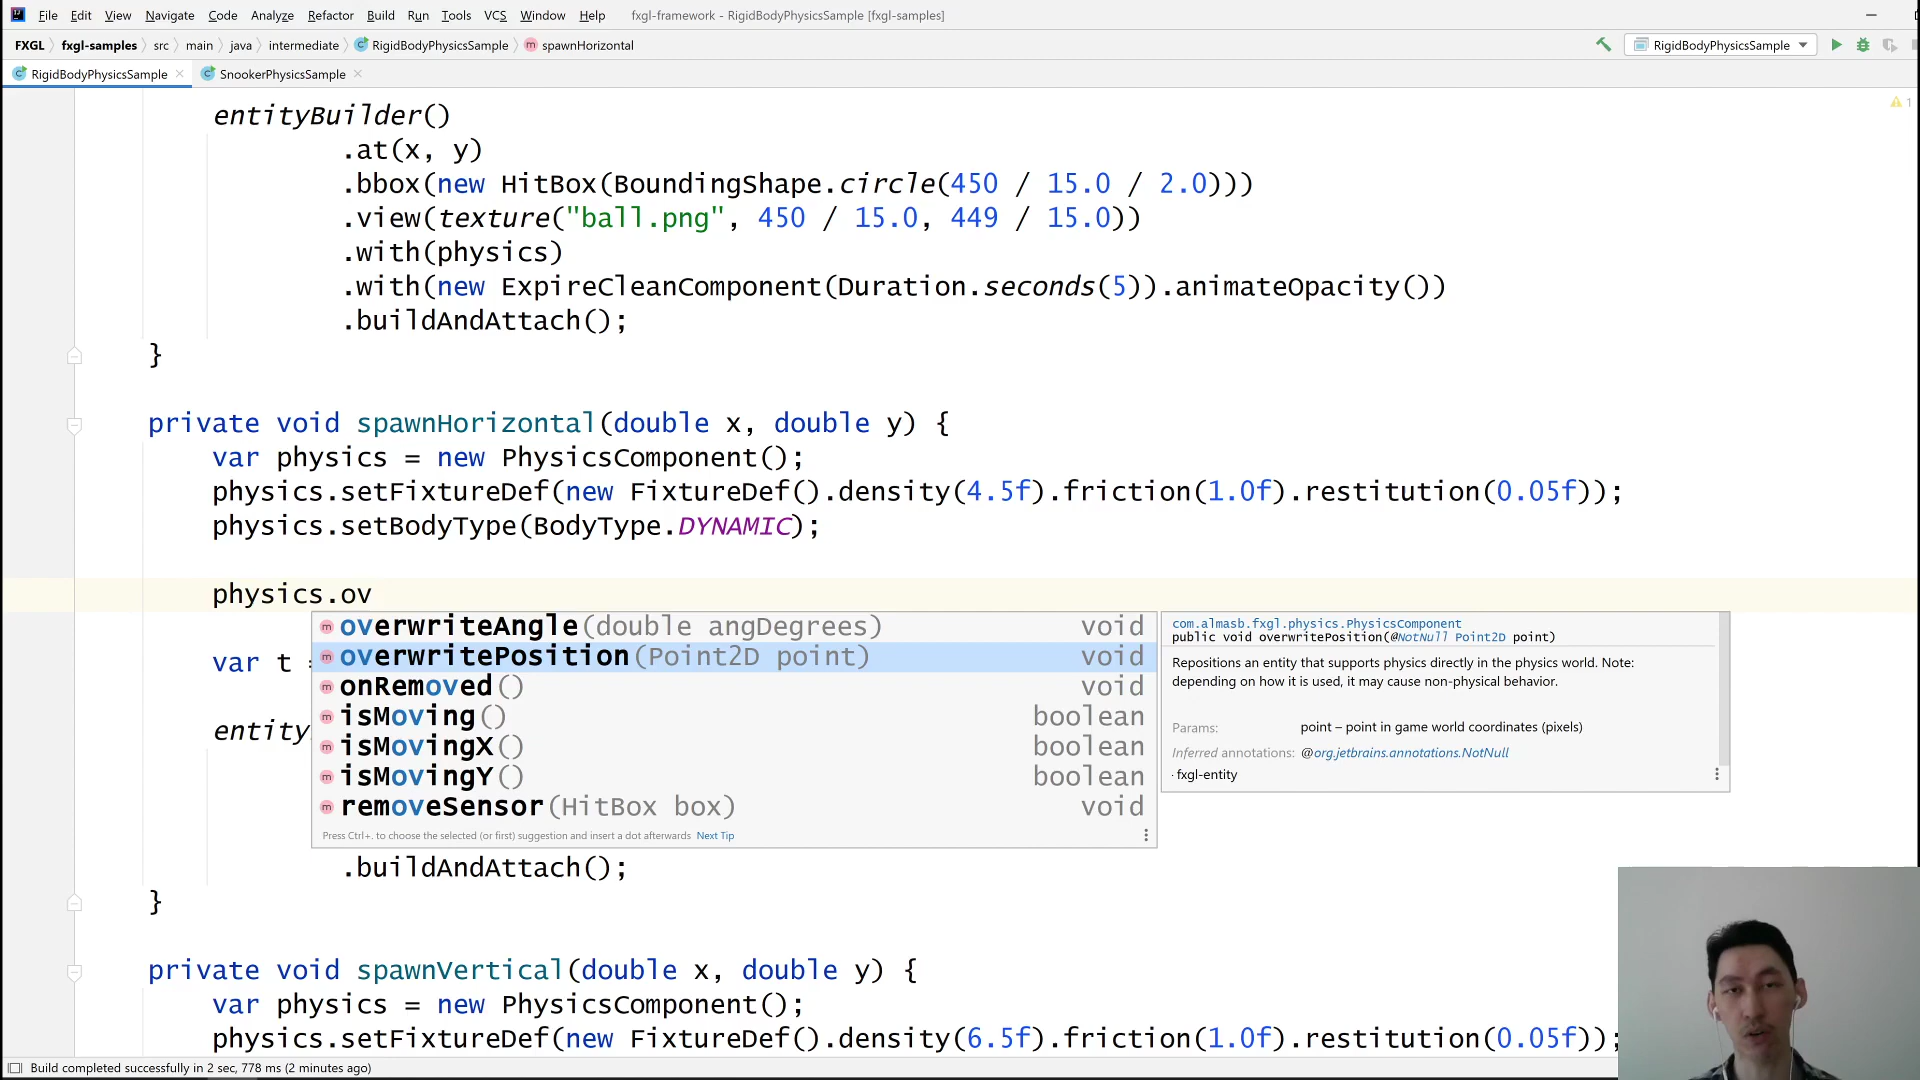 File Edit View Navigate Code Analyze Refactor Build Run Tools VCS Window Help fxgl-framework - RigidBodyPhysicsSample [fxgl-samples]
FXGL fxgl-samples src main java intermediate RigidBodyPhysicsSample spawnHorizontal RigidBodyPhysicsSample
RigidBodyPhysicsSample SnookerPhysicsSample
1
entityBuilder()
.at(x, y)
.bbox(new HitBox(BoundingShape.circle(450 / 15.0 / 2.0)))
.view(texture("ball.png", 450 / 15.0, 449 / 15.0))
.with(physics)
.with(new ExpireCleanComponent(Duration.seconds(5)).animateOpacity())
.buildAndAttach();
}
private void spawnHorizontal(double x, double y) {
var physics = new PhysicsComponent();
physics.setFixtureDef(new FixtureDef().density(4.5f).friction(1.0f).restitution(0.05f));
physics.setBodyType(BodyType.DYNAMIC);
physics.ov
var t
entity
overwriteAngle(double angDegrees) void
overwritePosition(Point2D point) void
onRemoved() void
isMoving() boolean
isMovingX() boolean
isMovingY() boolean
removeSensor(HitBox box) void
Press Ctrl+. to choose the selected (or first) suggestion and insert a dot afterwards Next Tip
com.almasb.fxgl.physics.PhysicsComponent
public void overwritePosition(@NotNull Point2D point)
Repositions an entity that supports physics directly in the physics world. Note:
depending on how it is used, it may cause non-physical behavior.
Params: point – point in game world coordinates (pixels)
Inferred annotations: @org.jetbrains.annotations.NotNull
fxgl-entity
.buildAndAttach();
}
private void spawnVertical(double x, double y) {
var physics = new PhysicsComponent();
physics.setFixtureDef(new FixtureDef().density(6.5f).friction(1.0f).restitution(0.05f));
Build completed successfully in 2 sec, 778 ms (2 minutes ago)